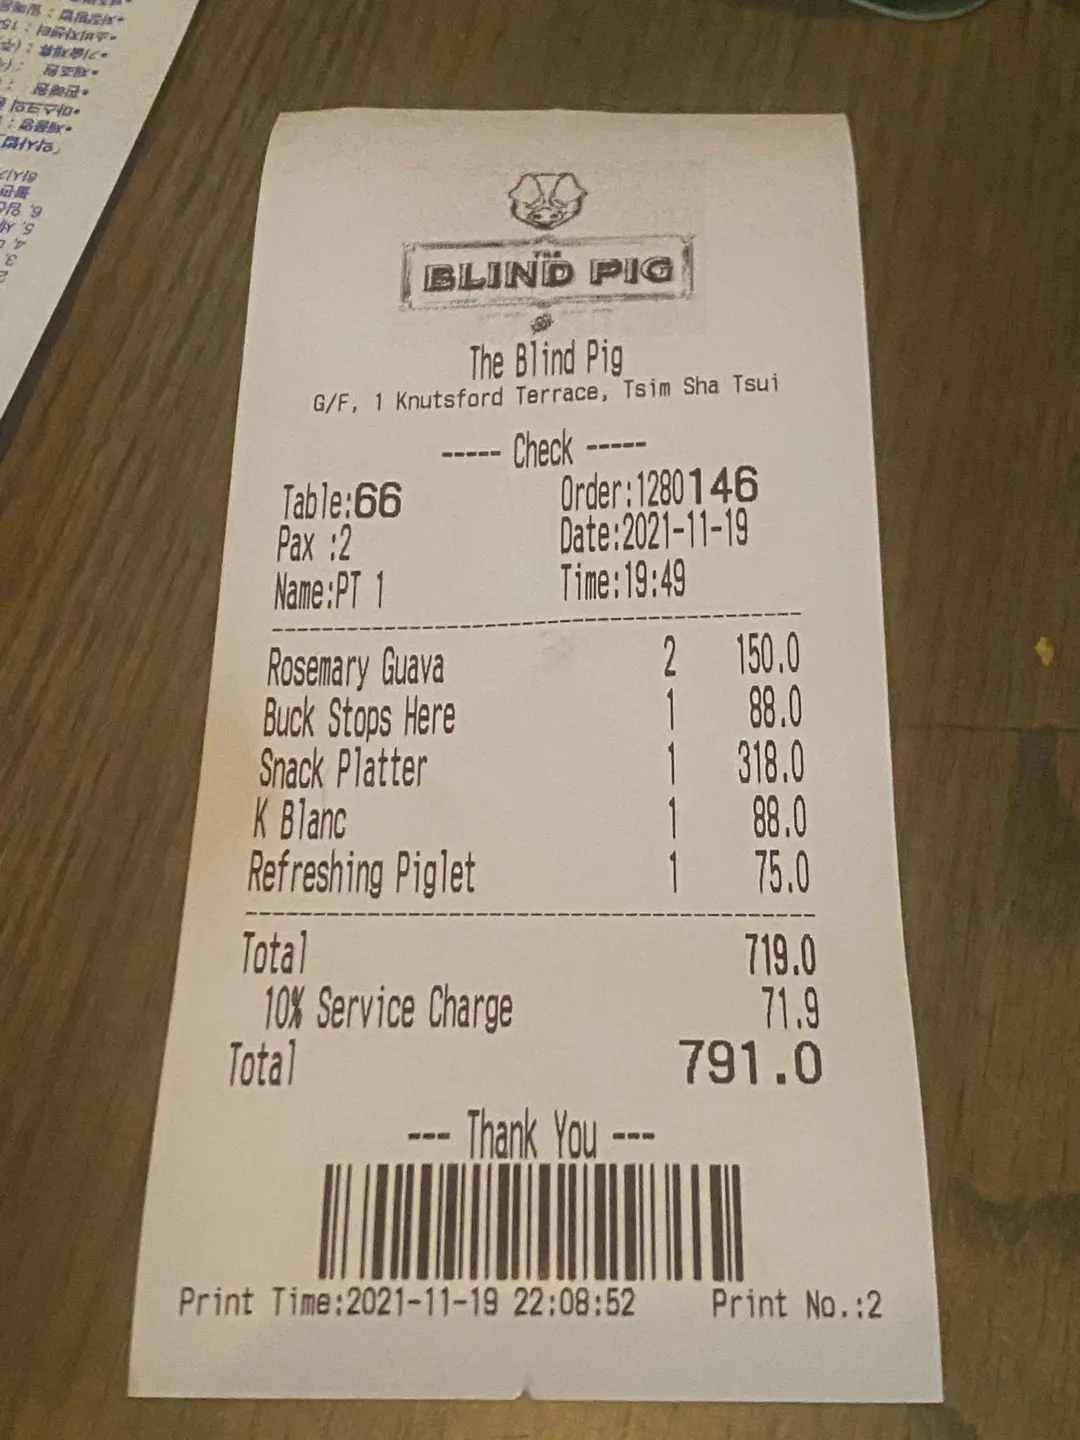 THE
BLIND PIG
The Blind Pig
G/F, 1 Knutsford Terrace, Tsim Sha Tsui
----- Check -----
Table:66 Order:1280146
Pax :2 Date:2021-11-19
Name:PT 1 Time:19:49
Rosemary Guava 2 150.0
Buck Stops Here 1 88.0
Snack Platter 1 318.0
K Blanc 1 88.0
Refreshing Piglet 1 75.0
Total 719.0
10% Service Charge 71.9
Total 791.0
--- Thank You ---
Print Time:2021-11-19 22:08:52 Print No.:2